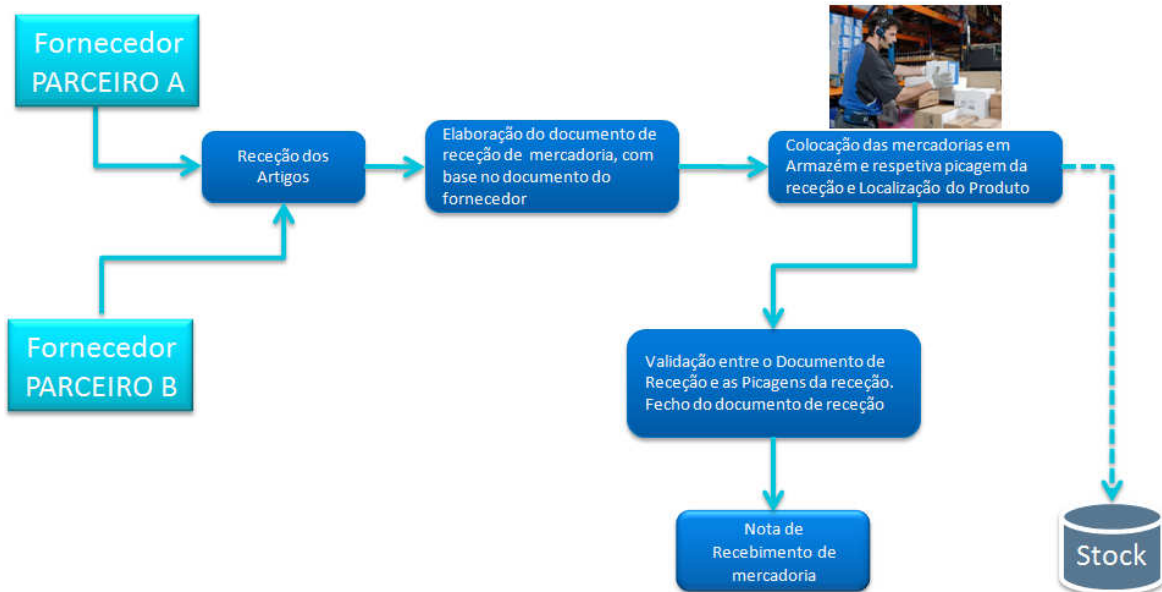 Fornecedor
PARCEIRO A
Receção dos
Artigos
Elaboração do documento de
receção de mercadoria, com
base no documento do
fornecedor
Colocação das mercadorias em
Armazém e respetiva picagem da
receção e Localização do Produto
Fornecedor
PARCEIRO B
Validação entre o Documento de
Receção e as Picagens da receção.
Fecho do documento de receção
Nota de
Recebimento de
mercadoria
Stock